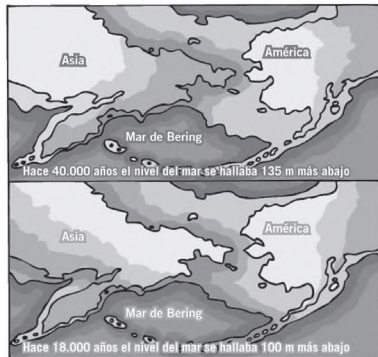 Asia
América
Mar de Bering
Hace 40.000 años el nivel del mar se hallaba 135 m más abajo
Asia
América
Mar de Bering
Hace 18.000 años el nivel del mar se hallaba 100 m más abajo